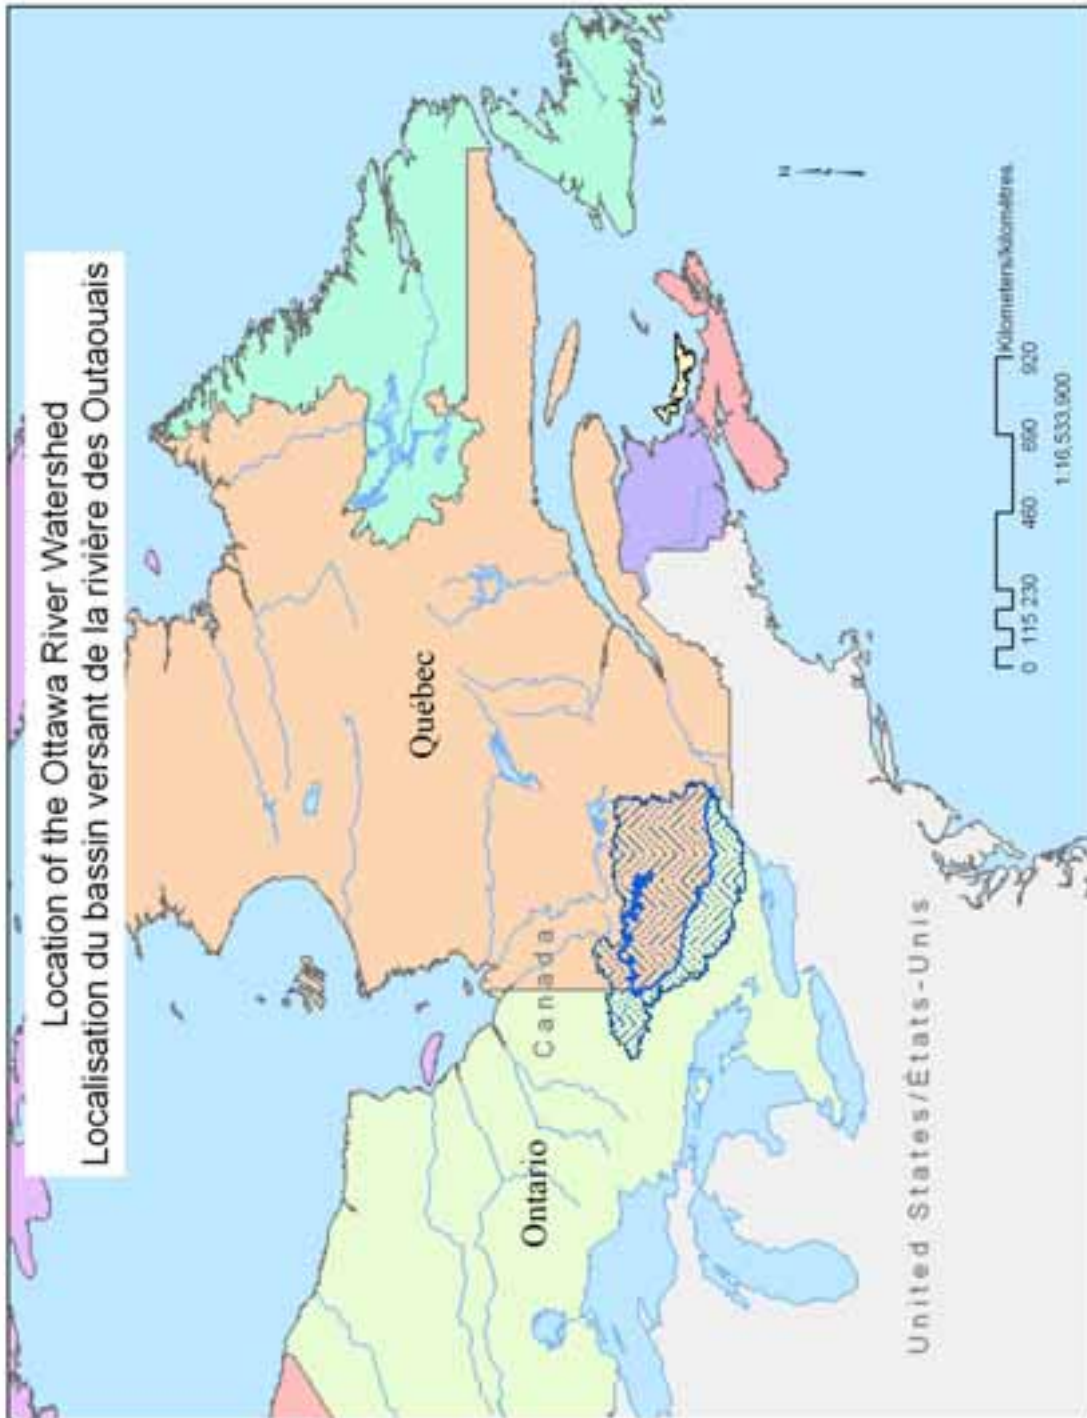 Location of the Ottawa River Watershed
Localisation du bassin versant de la rivière des Outaouais
Québec
Canada
Ontario
United States/États-Unis
N
Kilometers/kilomètres
0 115 230 460 690 920
1:16,533,900